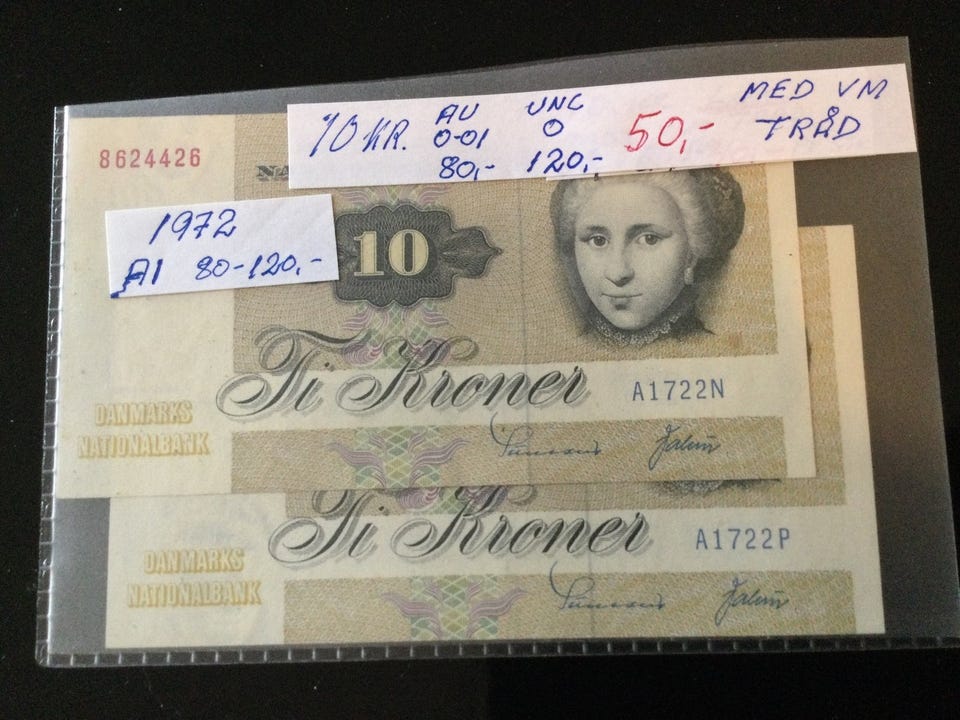 10 KR. AU UNC 50,- MED VM
0-01 0 TRÅD
80,- 120,-
8624426
1972
A1 80-120,-
10
Ti Kroner A1722N
DANMARKS
NATIONALBANK
Ti Kroner A1722P
DANMARKS
NATIONALBANK